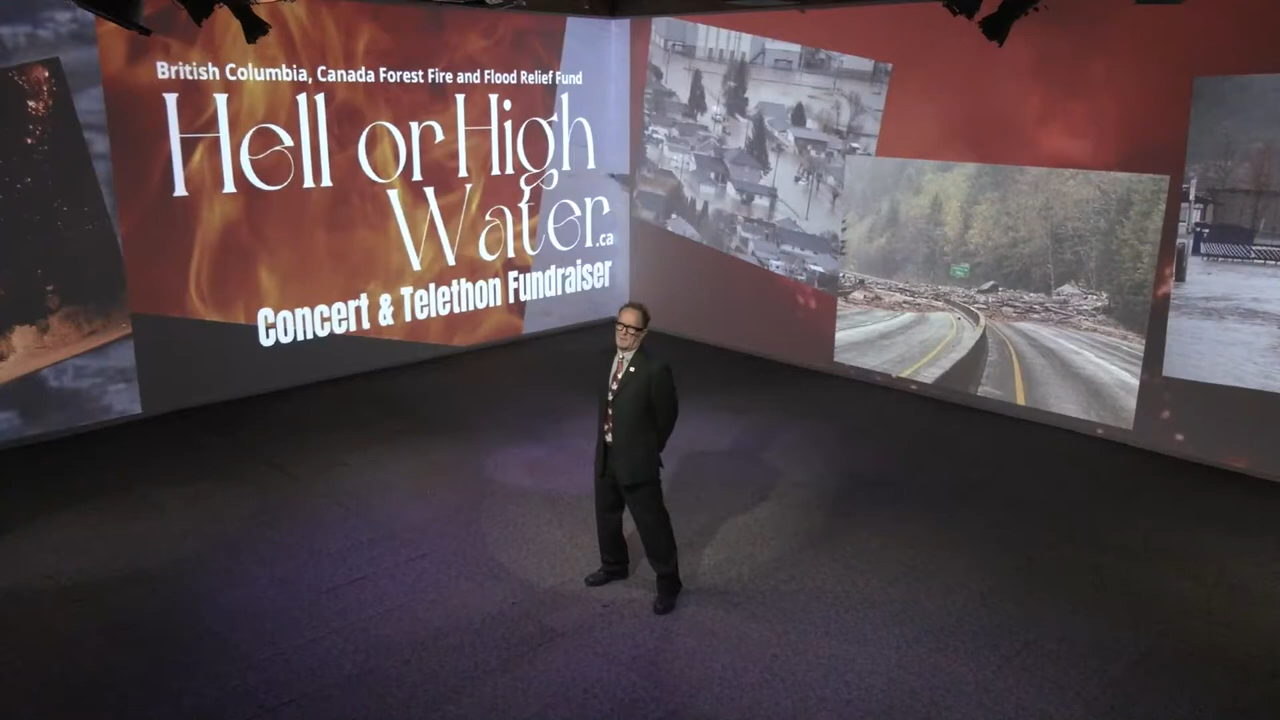 British Columbia, Canada Forest Fire and Flood Relief Fund
Hell or High
Water.ca
Concert & Telethon Fundraiser